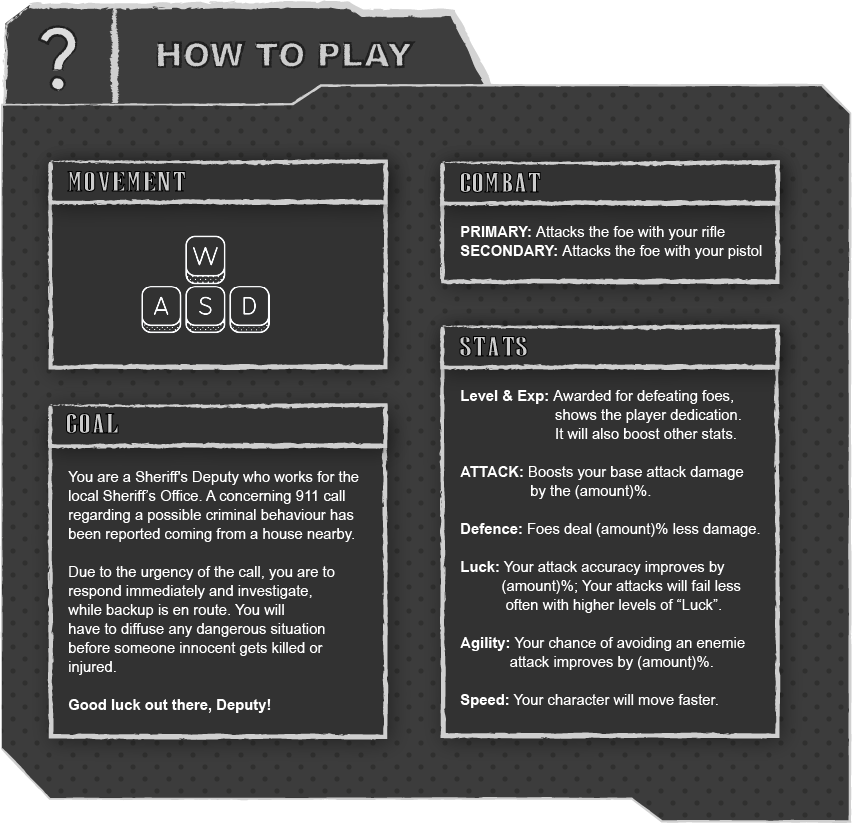 ?
HOW TO PLAY
MOVEMENT
W
A S D
GOAL
You are a Sheriff's Deputy who works for the
local Sheriff's Office. A concerning 911 call
regarding a possible criminal behaviour has
been reported coming from a house nearby.
Due to the urgency of the call, you are to
respond immediately and investigate,
while backup is en route. You will
have to diffuse any dangerous situation
before someone innocent gets killed or
injured.
Good luck out there, Deputy!
COMBAT
PRIMARY: Attacks the foe with your rifle
SECONDARY: Attacks the foe with your pistol
STATS
Level & Exp: Awarded for defeating foes,
shows the player dedication.
It will also boost other stats.
ATTACK: Boosts your base attack damage
by the (amount)%.
Defence: Foes deal (amount)% less damage.
Luck: Your attack accuracy improves by
(amount)%; Your attacks will fail less
often with higher levels of “Luck”.
Agility: Your chance of avoiding an enemie
attack improves by (amount)%.
Speed: Your character will move faster.